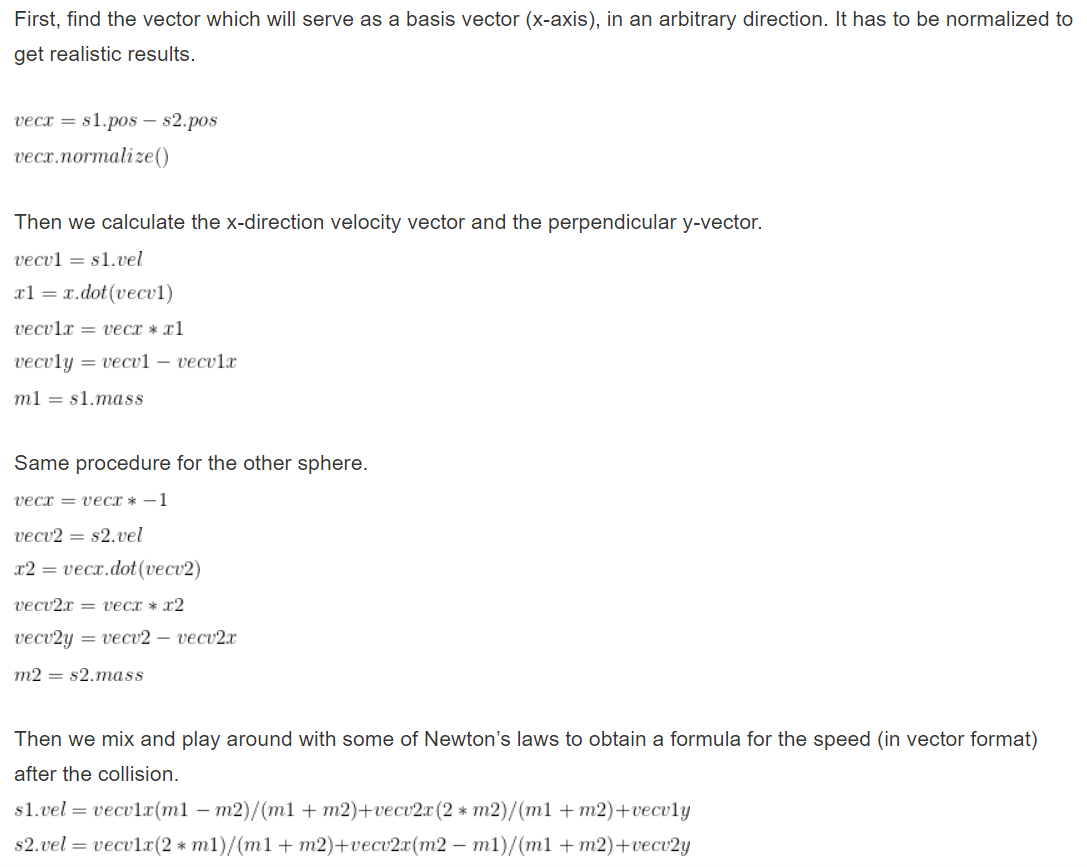 First, find the vector which will serve as a basis vector (x-axis), in an arbitrary direction. It has to be normalized to
get realistic results.
vecx = s1.pos − s2.pos
vecx.normalize()
Then we calculate the x-direction velocity vector and the perpendicular y-vector.
vecv1 = s1.vel
x1 = x.dot(vecv1)
vecv1x = vecx ∗ x1
vecv1y = vecv1 − vecv1x
m1 = s1.mass
Same procedure for the other sphere.
vecx = vecx ∗ −1
vecv2 = s2.vel
x2 = vecx.dot(vecv2)
vecv2x = vecx ∗ x2
vecv2y = vecv2 − vecv2x
m2 = s2.mass
Then we mix and play around with some of Newton’s laws to obtain a formula for the speed (in vector format)
after the collision.
s1.vel = vecv1x(m1 − m2)/(m1 + m2)+vecv2x(2 ∗ m2)/(m1 + m2)+vecv1y
s2.vel = vecv1x(2 ∗ m1)/(m1 + m2)+vecv2x(m2 − m1)/(m1 + m2)+vecv2y